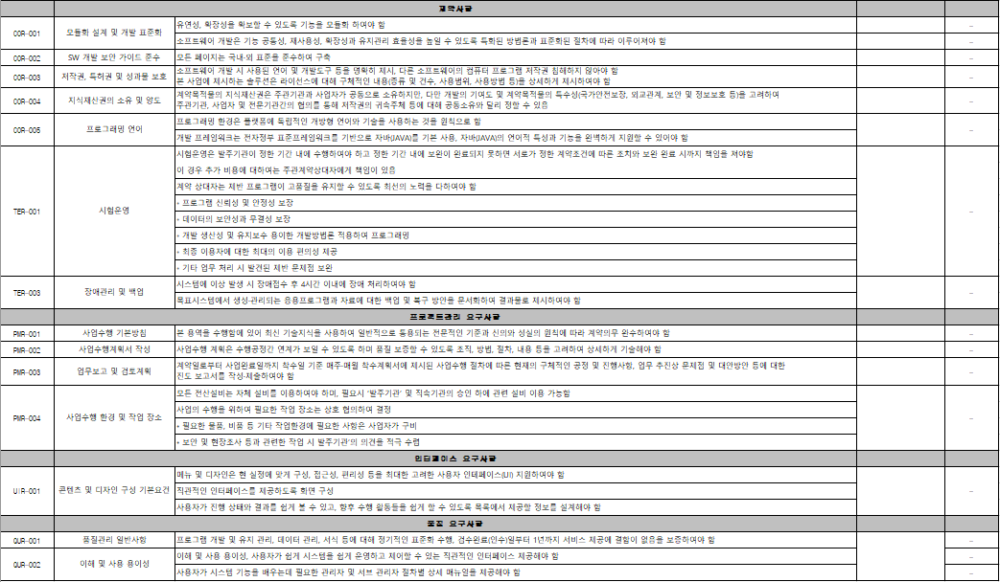 제약사항
COR-001 모듈화 설계 및 개발 표준화
유연성, 확장성을 확보할 수 있도록 기능을 모듈화 하여야 함
소프트웨어 개발은 기능 공통성, 재사용성, 확장성과 유지관리 효율성을 높일 수 있도록 특화된 방법론과 표준화된 절차에 따라 이루어져야 함
COR-002 SW 개발 보안 가이드 준수 모든 페이지는 국내·외 표준을 준수하여 구축
COR-003 저작권, 특허권 및 성과물 보호
소프트웨어 개발 시 사용된 언어 및 개발도구 등을 명확히 제시, 다른 소프트웨어의 컴퓨터 프로그램 저작권 침해하지 않아야 함
본 사업에 제시하는 솔루션은 라이선스에 대해 구체적인 내용(종류 및 건수, 사용범위, 사용방법 등)을 상세하게 제시하여야 함
COR-004 지식재산권의 소유 및 양도
계약목적물의 지식재산권은 주관기관과 사업자가 공동으로 소유하지만, 다만 개발의 기여도 및 계약목적물의 특수성(국가안전보장, 외교관계, 보안 및 정보보호 등)을 고려하여
주관기관, 사업자 및 전문기관간의 협의를 통해 저작권의 귀속주체 등에 대해 공동소유와 달리 정할 수 있음
COR-005 프로그래밍 언어
프로그래밍 환경은 플랫폼에 독립적인 개방형 언어와 기술을 사용하는 것을 원칙으로 함
개발 프레임워크는 전자정부 표준프레임워크를 기반으로 자바(JAVA)를 기본 사용, 자바(JAVA)의 언어적 특성과 기능을 완벽하게 지원할 수 있어야 함
TER-001 시험운영
시험운영은 발주기관이 정한 기간 내에 수행하여야 하고 정한 기간 내에 보완이 완료되지 못하면 서로가 정한 계약조건에 따른 조치와 보완 완료 시까지 책임을 져야함
이 경우 추가 비용에 대하여는 주관계약상대자에게 책임이 있음
계약 상대자는 제반 프로그램이 고품질을 유지할 수 있도록 최선의 노력을 다하여야 함
• 프로그램 신뢰성 및 안정성 보장
• 데이터의 보안성과 무결성 보장
• 개발 생산성 및 유지보수 용이한 개발방법론 적용하여 프로그래밍
• 최종 이용자에 대한 최대의 이용 편의성 제공
• 기타 업무 처리 시 발견된 제반 문제점 보완
TER-003 장애관리 및 백업
시스템에 이상 발생 시 장애접수 후 4시간 이내에 장애 처리하여야 함
목표시스템에서 생성·관리되는 응용프로그램과 자료에 대한 백업 및 복구 방안을 문서화하여 결과물로 제시하여야 함
프로젝트관리 요구사항
PMR-001 사업수행 기본방침 본 용역을 수행함에 있어 최신 기술지식을 사용하여 일반적으로 통용되는 전문적인 기준과 신의와 성실의 원칙에 따라 계약의무 완수하여야 함
PMR-002 사업수행계획서 작성 사업수행 계획은 수행공정간 연계가 보일 수 있도록 하며 품질 보증할 수 있도록 조직, 방법, 절차, 내용 등을 고려하여 상세하게 기술해야 함
PMR-003 업무보고 및 검토계획
계약일로부터 사업완료일까지 착수일 기준 매주·매월 착수계획서에 제시된 사업수행 절차에 따른 현재의 구체적인 공정 및 진행사항, 업무 추진상 문제점 및 대안방안 등에 대한
진도 보고서를 작성·제출하여야 함
PMR-004 사업수행 환경 및 작업 장소
모든 전산설비는 자체 설비를 이용하여야 하며, 필요시 '발주기관' 및 직속기관의 승인 하에 관련 설비 이용 가능함
사업의 수행을 위하여 필요한 작업 장소는 상호 협의하여 결정
• 필요한 물품, 비품 등 기타 작업환경에 필요한 사항은 사업자가 구비
• 보안 및 현장조사 등과 관련한 작업 시 발주기관'의 의견을 적극 수렴
인터페이스 요구사항
UIR-001 콘텐츠 및 디자인 구성 기본요건
메뉴 및 디자인은 현 실정에 맞게 구성, 접근성, 편리성 등을 최대한 고려한 사용자 인터페이스(UI) 지원하여야 함
직관적인 인터페이스를 제공하도록 화면 구성
사용자가 진행 상태와 결과를 쉽게 볼 수 있고, 향후 수행 활동들을 쉽게 할 수 있도록 목록에서 제공할 정보를 설계해야 함
품질 요구사항
QUR-001 품질관리 일반사항 프로그램 개발 및 유지 관리, 데이터 관리, 서식 등에 대해 정기적인 표준화 수행, 검수완료(인수)일부터 1년까지 서비스 제공에 결함이 없음을 보증하여야 함
QUR-002 이해 및 사용 용이성
이해 및 사용 용이성, 사용자가 쉽게 시스템을 쉽게 운영하고 제어할 수 있는 직관적인 인터페이스 제공해야 함
사용자가 시스템 기능을 배우는데 필요한 관리자 및 서브 관리자 절차별 상세 매뉴얼을 제공해야 함